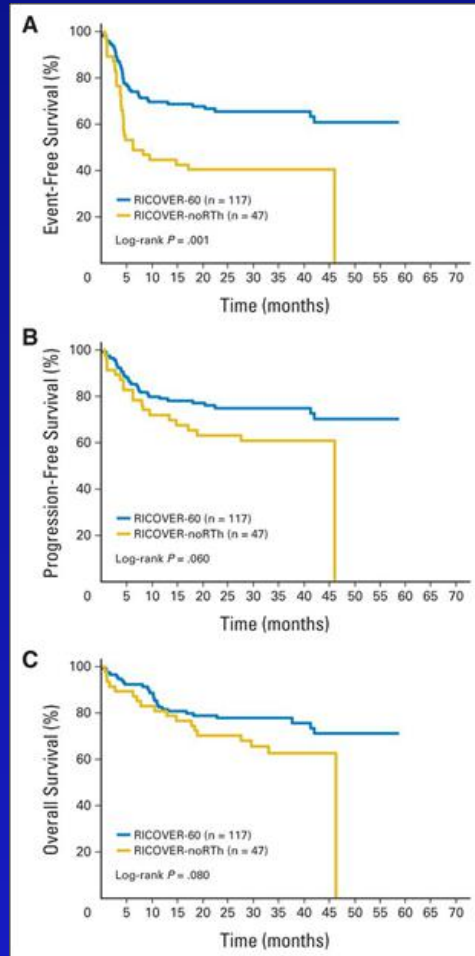 A
Event-Free Survival (%)
100
80
60
40
20
RICOVER-60 (n = 117)
RICOVER-noRTh (n = 47)
Log-rank P = .001
0 5 10 15 20 25 30 35 40 45 50 55 60 65 70
Time (months)
B
Progression-Free Survival (%)
100
80
60
40
20
RICOVER-60 (n = 117)
RICOVER-noRTh (n = 47)
Log-rank P = .060
0 5 10 15 20 25 30 35 40 45 50 55 60 65 70
Time (months)
C
Overall Survival (%)
100
80
60
40
20
RICOVER-60 (n = 117)
RICOVER-noRTh (n = 47)
Log-rank P = .080
0 5 10 15 20 25 30 35 40 45 50 55 60 65 70
Time (months)